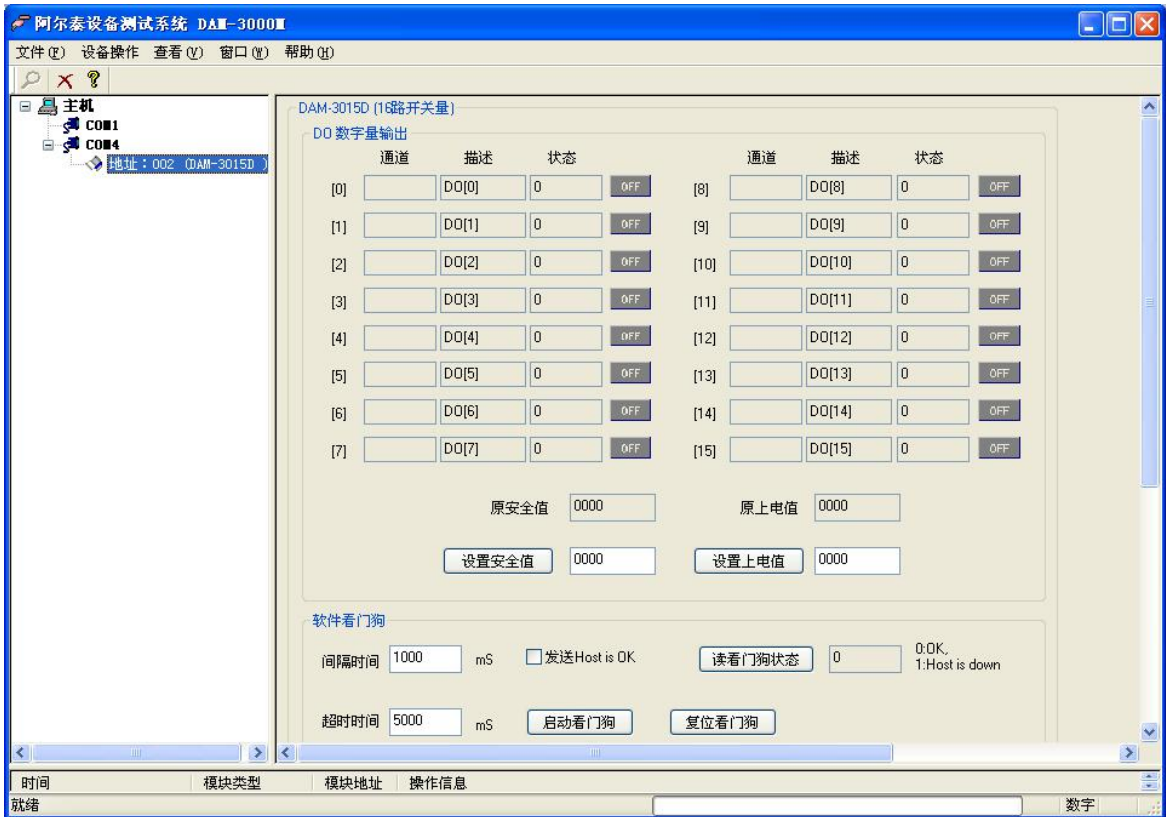 阿尔泰设备测试系统 DAM-3000M
文件(F) 设备操作 查看(V) 窗口(W) 帮助(H)
主机
COM1
COM4
地址：002 (DAM-3015D )
DAM-3015D (16路开关量)
DO 数字量输出
通道 描述 状态 通道 描述 状态
[0] DO[0] 0 OFF [8] DO[8] 0 OFF
[1] DO[1] 0 OFF [9] DO[9] 0 OFF
[2] DO[2] 0 OFF [10] DO[10] 0 OFF
[3] DO[3] 0 OFF [11] DO[11] 0 OFF
[4] DO[4] 0 OFF [12] DO[12] 0 OFF
[5] DO[5] 0 OFF [13] DO[13] 0 OFF
[6] DO[6] 0 OFF [14] DO[14] 0 OFF
[7] DO[7] 0 OFF [15] DO[15] 0 OFF
原安全值 0000 原上电值 0000
设置安全值 0000 设置上电值 0000
软件看门狗
间隔时间 1000 mS 发送Host is OK 读看门狗状态 0 0:OK,
1:Host is down
超时时间 5000 mS 启动看门狗 复位看门狗
时间 模块类型 模块地址 操作信息
就绪 数字